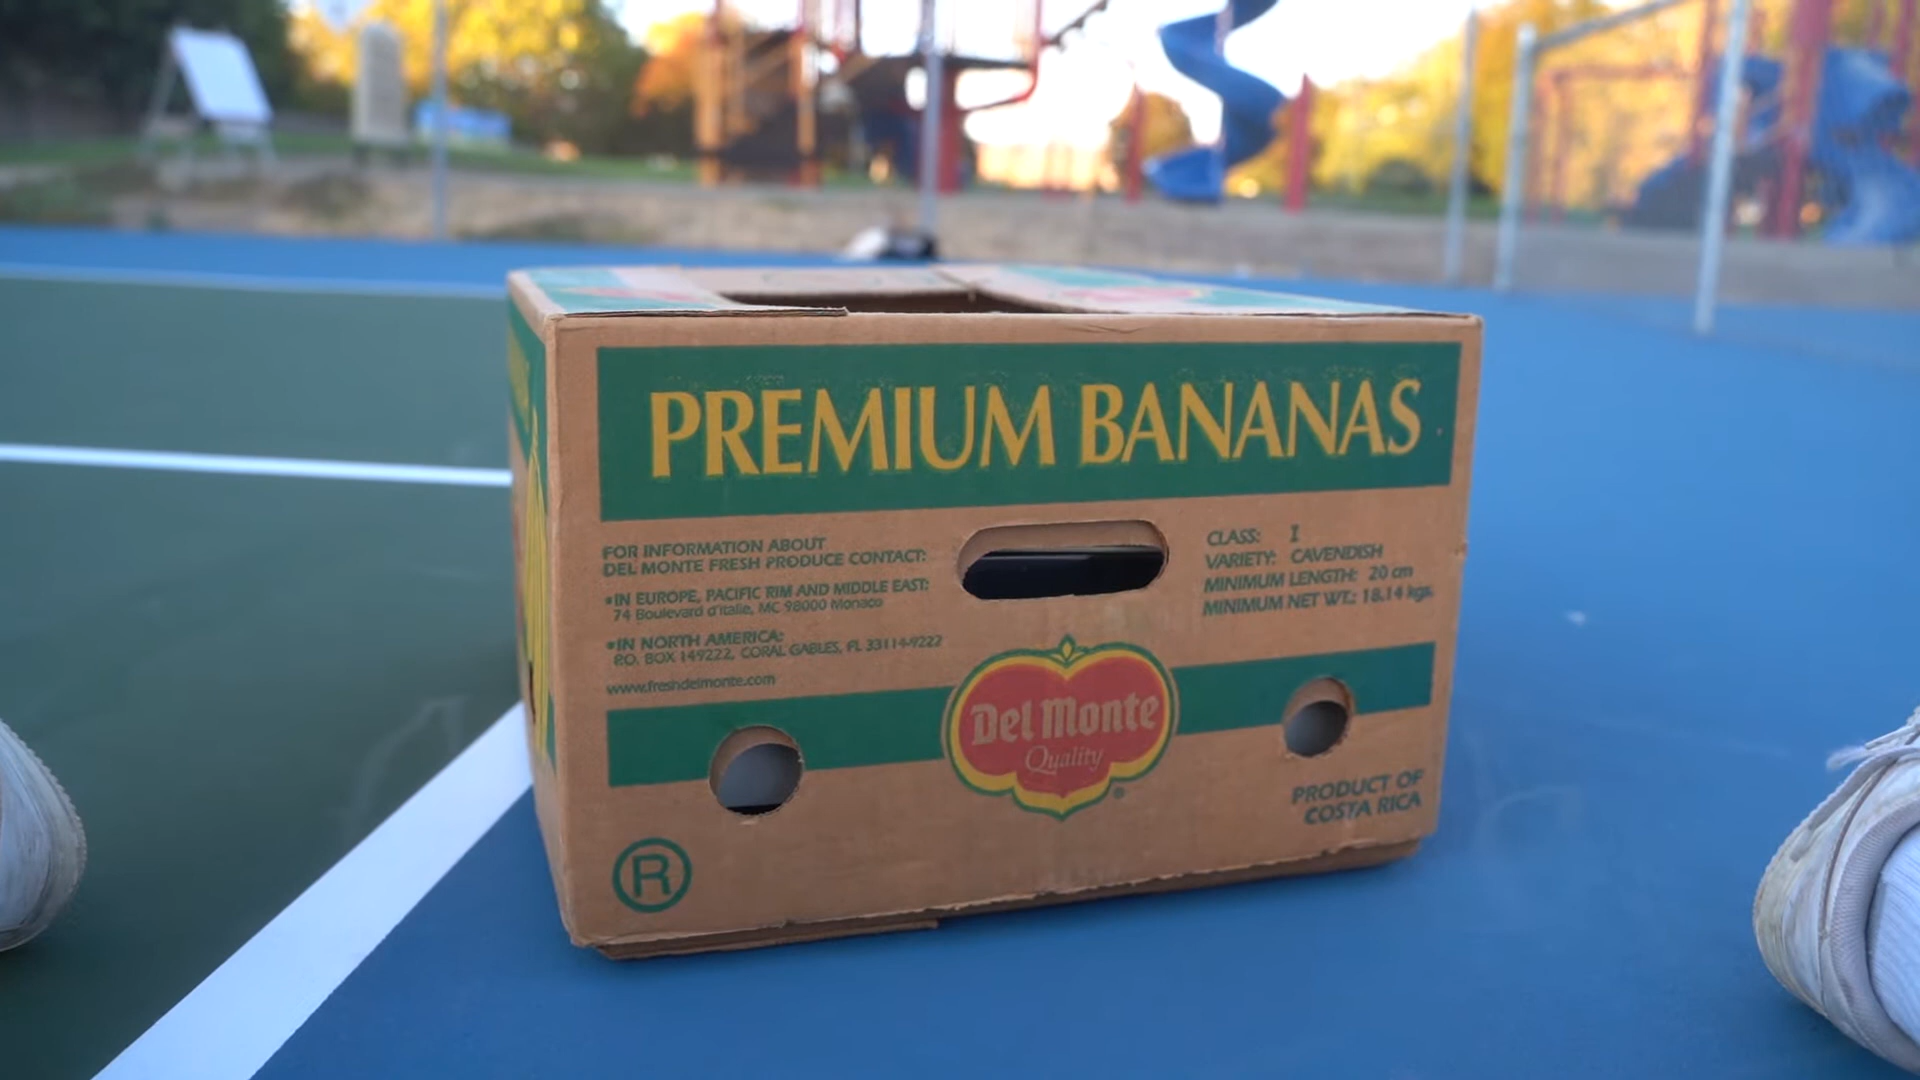 PREMIUM BANANAS
FOR INFORMATION ABOUT
DEL MONTE FRESH PRODUCE CONTACT:
•IN EUROPE, PACIFIC RIM AND MIDDLE EAST:
74 Boulevard d'Italie, MC 98000 Monaco
•IN NORTH AMERICA:
P.O. BOX 149222, CORAL GABLES, FL 33114-9222
www.freshdelmonte.com
CLASS: I
VARIETY: CAVENDISH
MINIMUM LENGTH: 20 cm
MINIMUM NET WT.: 18.14 kgs.
Del Monte
Quality
®
PRODUCT OF
COSTA RICA
R